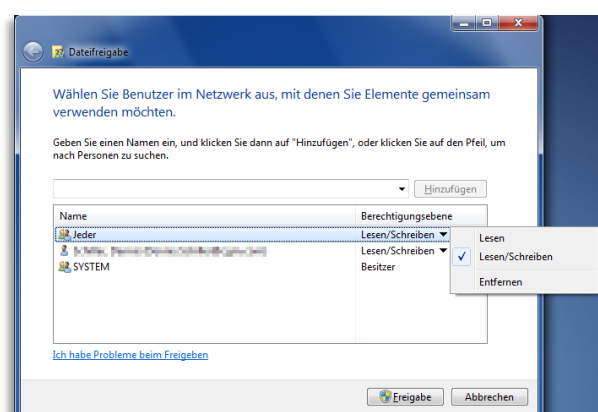 Dateifreigabe
Wählen Sie Benutzer im Netzwerk aus, mit denen Sie Elemente gemeinsam
verwenden möchten.
Geben Sie einen Namen ein, und klicken Sie dann auf "Hinzufügen", oder klicken Sie auf den Pfeil, um
nach Personen zu suchen.
Hinzufügen
Name Berechtigungsebene
Jeder Lesen/Schreiben
Lesen/Schreiben
SYSTEM Besitzer
Lesen
Lesen/Schreiben
Entfernen
Ich habe Probleme beim Freigeben
Freigabe Abbrechen